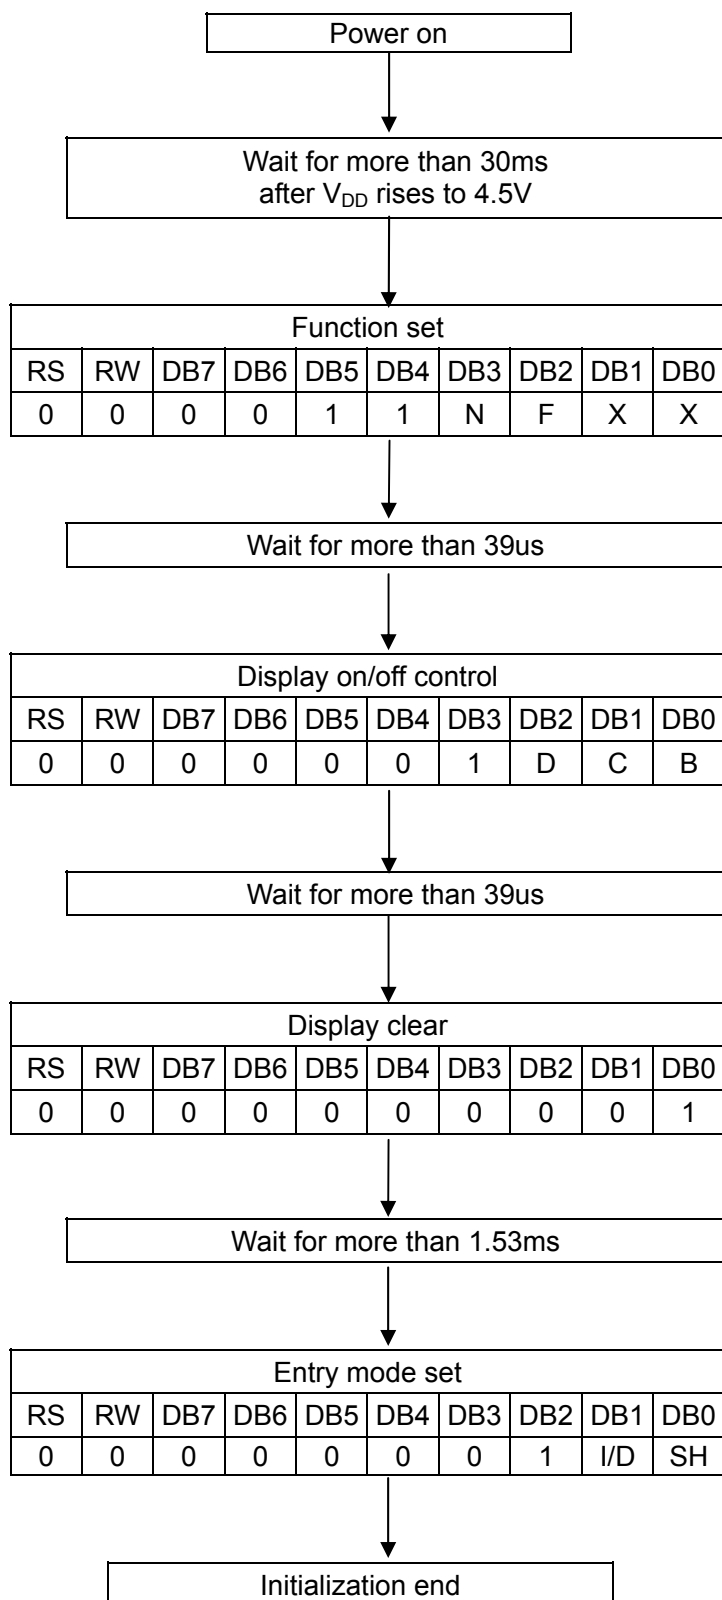 Power on
Wait for more than 30ms
after VDD rises to 4.5V
Function set
RS RW DB7 DB6 DB5 DB4 DB3 DB2 DB1 DB0
0 0 0 0 1 1 N F X X
Wait for more than 39us
Display on/off control
RS RW DB7 DB6 DB5 DB4 DB3 DB2 DB1 DB0
0 0 0 0 0 0 1 D C B
Wait for more than 39us
Display clear
RS RW DB7 DB6 DB5 DB4 DB3 DB2 DB1 DB0
0 0 0 0 0 0 0 0 0 1
Wait for more than 1.53ms
Entry mode set
RS RW DB7 DB6 DB5 DB4 DB3 DB2 DB1 DB0
0 0 0 0 0 0 0 1 I/D SH
Initialization end